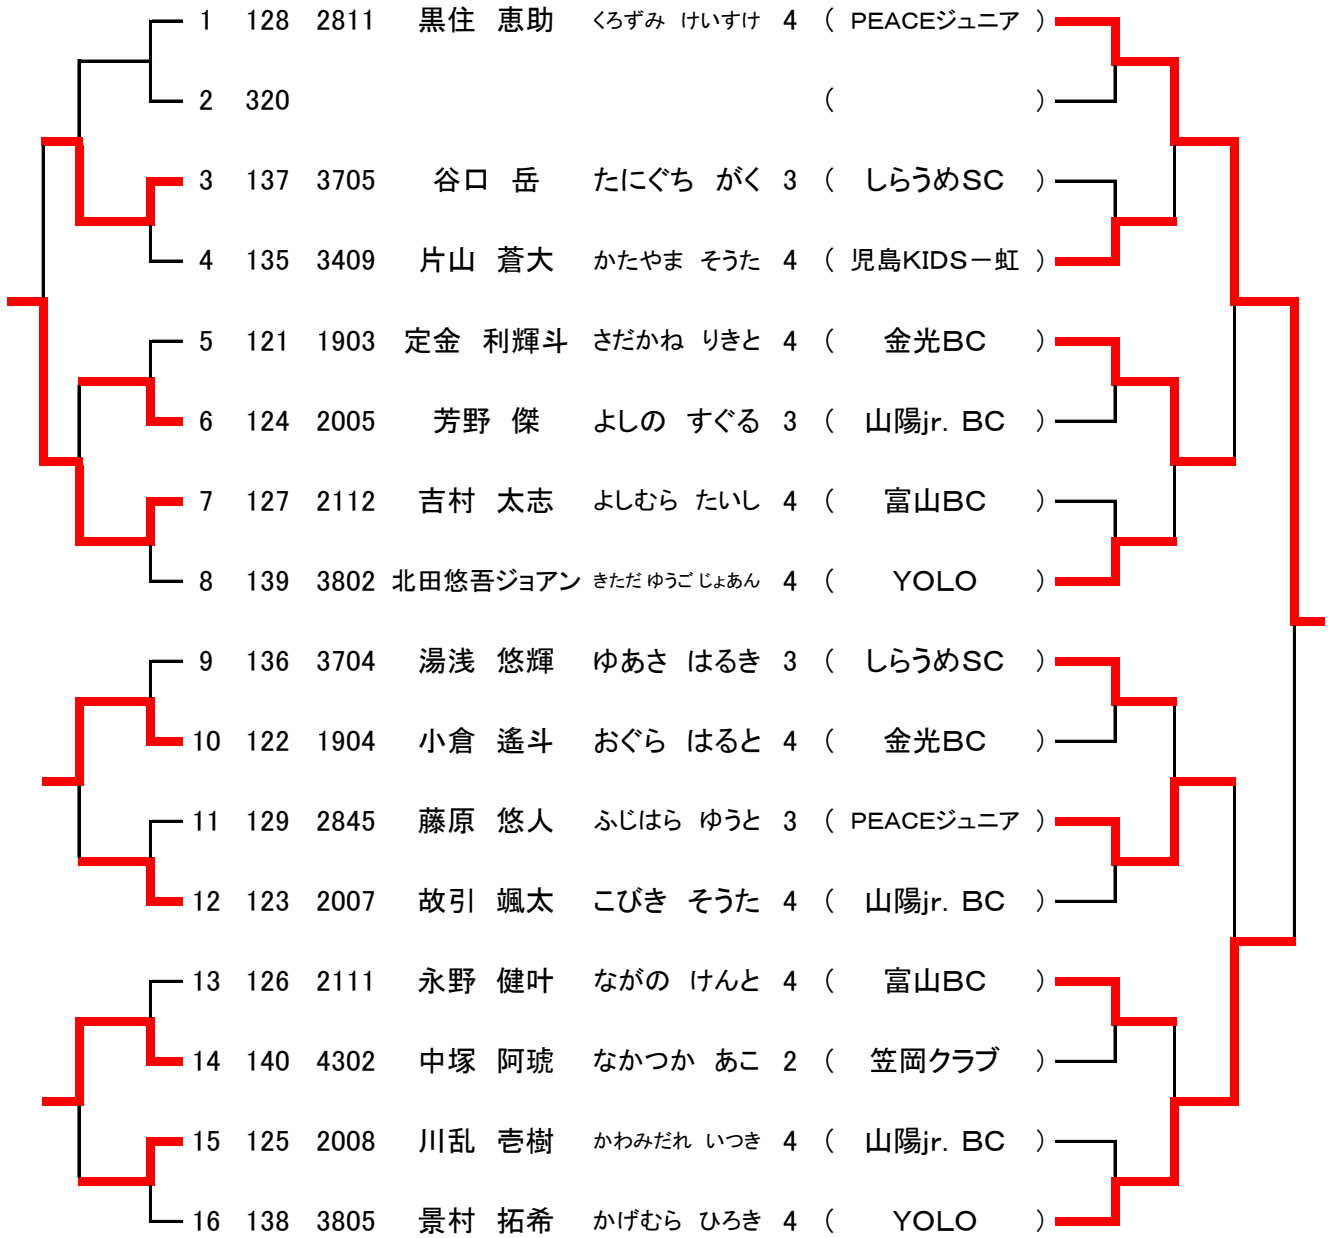 1 128 2811 黒住 恵助 くろずみ けいすけ 4 ( PEACEジュニア )
2 320 ( )
3 137 3705 谷口 岳 たにぐち がく 3 ( しらうめSC )
4 135 3409 片山 蒼大 かたやま そうた 4 ( 児島KIDS－虹 )
5 121 1903 定金 利輝斗 さだかね りきと 4 ( 金光BC )
6 124 2005 芳野 傑 よしの すぐる 3 ( 山陽jr. BC )
7 127 2112 吉村 太志 よしむら たいし 4 ( 富山BC )
8 139 3802 北田悠吾ジョアン きただ ゆうご じょあん 4 ( YOLO )
9 136 3704 湯浅 悠輝 ゆあさ はるき 3 ( しらうめSC )
10 122 1904 小倉 遙斗 おぐら はると 4 ( 金光BC )
11 129 2845 藤原 悠人 ふじはら ゆうと 3 ( PEACEジュニア )
12 123 2007 故引 颯太 こびき そうた 4 ( 山陽jr. BC )
13 126 2111 永野 健叶 ながの けんと 4 ( 富山BC )
14 140 4302 中塚 阿琥 なかつか あこ 2 ( 笠岡クラブ )
15 125 2008 川乱 壱樹 かわみだれ いつき 4 ( 山陽jr. BC )
16 138 3805 景村 拓希 かげむら ひろき 4 ( YOLO )